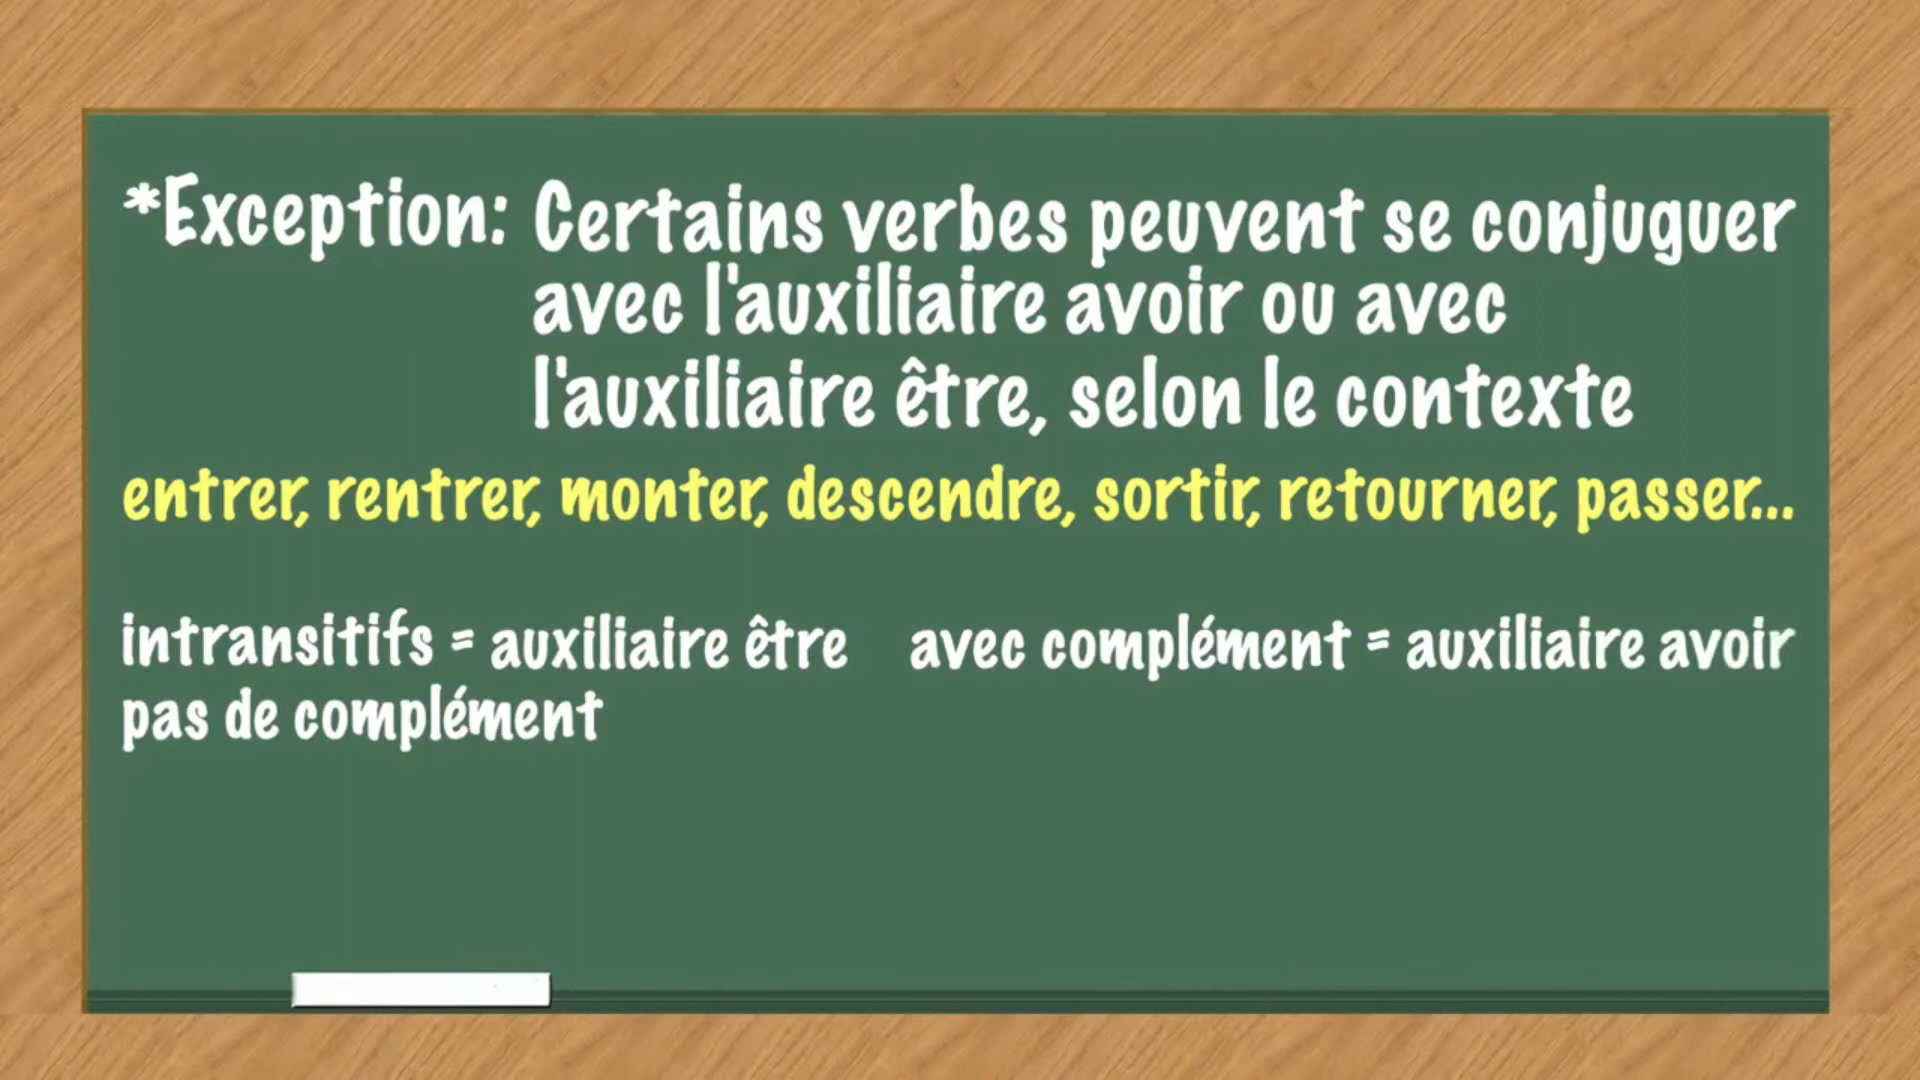 *Exception: Certains verbes peuvent se conjuguer
avec l'auxiliaire avoir ou avec
l'auxiliaire être, selon le contexte
entrer, rentrer, monter, descendre, sortir, retourner, passer...
intransitifs = auxiliaire être
pas de complément
avec complément = auxiliaire avoir